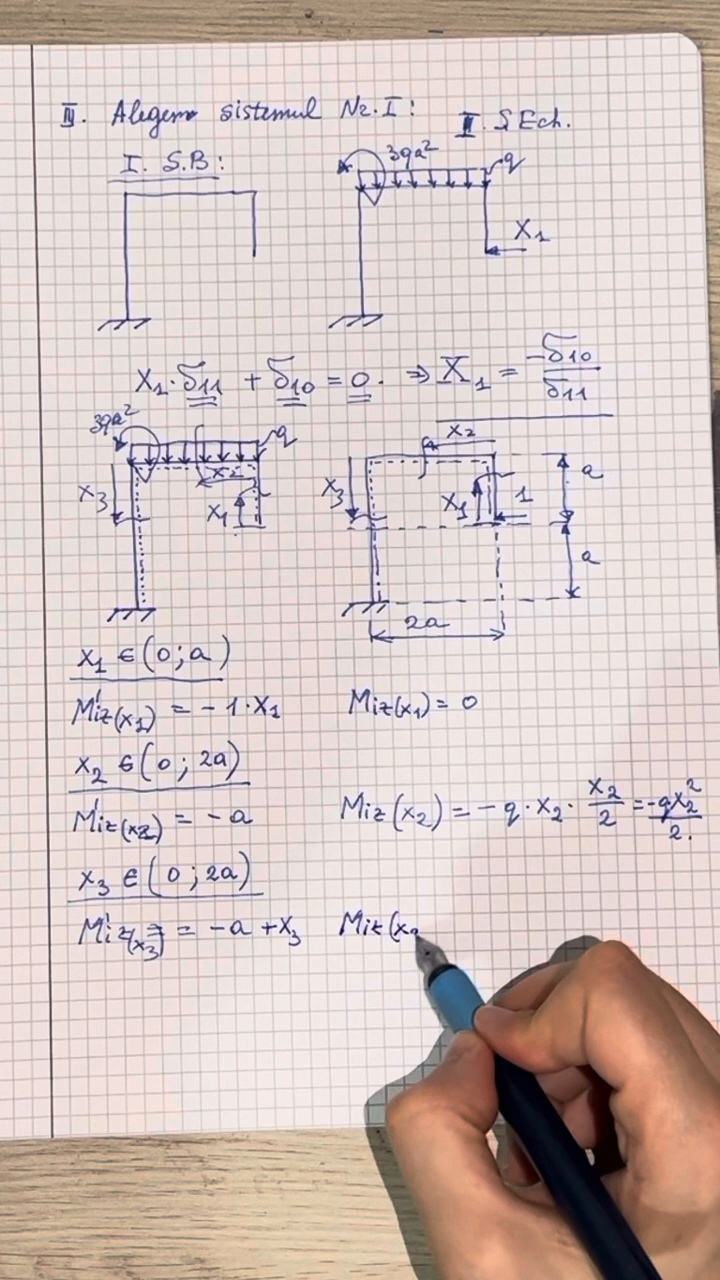 II. Alegem sistemul Nr. I:
II. S Ech.
I. S.B:
3qa²
q
X₁
X₁·δ₁₁ + δ₁₀ = 0. ⇒ X₁ = -δ₁₀/δ₁₁
3qa²
q
x₂
x₃
x₁
x₂
x₃
x₁
1
a
a
2a
x₁ ∈ (0; a)
M'iz(x₁) = - 1·x₁
Miz(x₁) = 0
x₂ ∈ (0; 2a)
M'iz(x₂) = - a
Miz(x₂) = - q · x₂ · x₂/2 = -qx₂²/2.
x₃ ∈ (0; 2a)
M'iz(x₃) = = -a + x₃
Miz(x₃